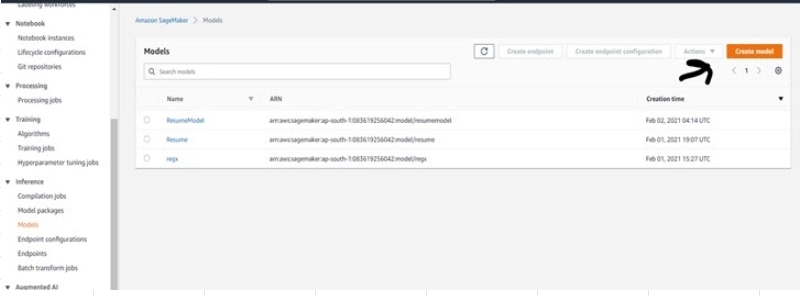 Labeling workforces
Notebook
Notebook instances
Lifecycle configurations
Git repositories
Processing
Processing jobs
Training
Algorithms
Training jobs
Hyperparameter tuning jobs
Inference
Compilation jobs
Model packages
Models
Endpoint configurations
Endpoints
Batch transform jobs
Augmented AI
Amazon SageMaker > Models
Models
Create endpoint
Create endpoint configuration
Actions
Create model
Search models
1
Name ARN Creation time
ResumeModel arn:aws:sagemaker:ap-south-1:083619256042:model/resumemodel Feb 02, 2021 04:14 UTC
Resume arn:aws:sagemaker:ap-south-1:083619256042:model/resume Feb 01, 2021 19:07 UTC
regx arn:aws:sagemaker:ap-south-1:083619256042:model/regx Feb 01, 2021 15:27 UTC